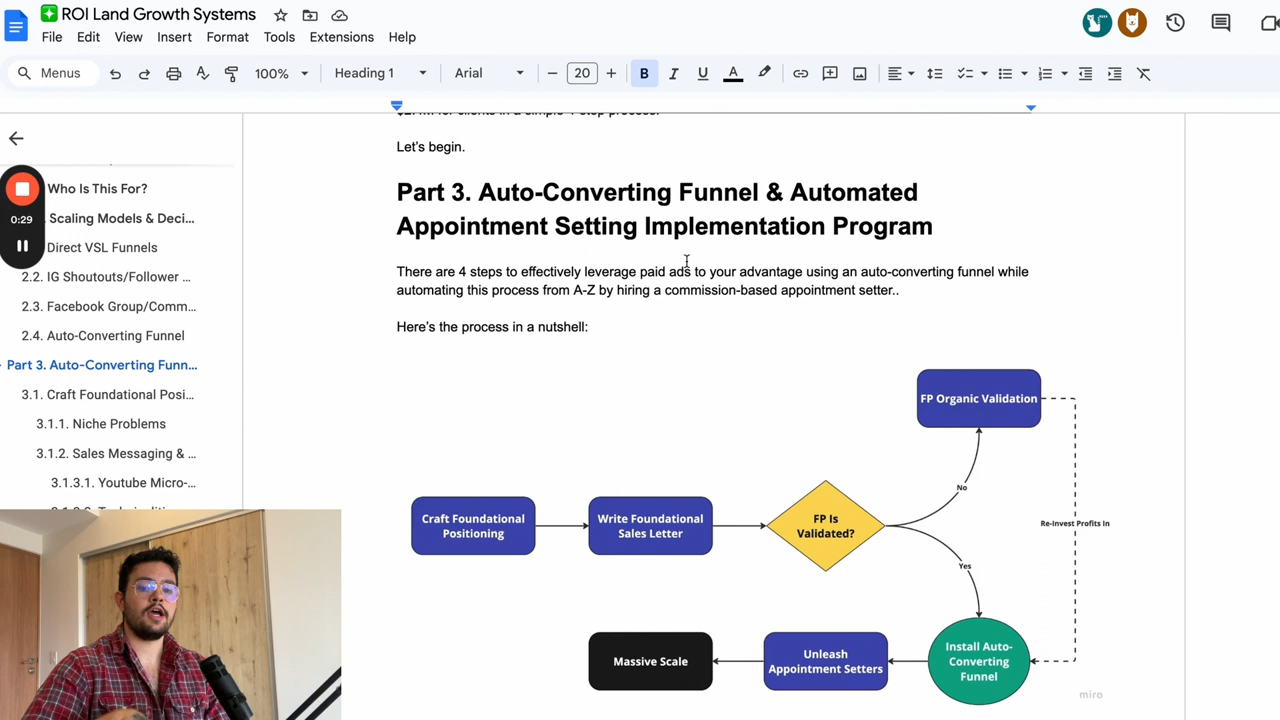 ROI Land Growth Systems
File Edit View Insert Format Tools Extensions Help
Menus 100% Heading 1 Arial 20 B I U A
Let's begin.
Part 3. Auto-Converting Funnel & Automated
Appointment Setting Implementation Program
There are 4 steps to effectively leverage paid ads to your advantage using an auto-converting funnel while
automating this process from A-Z by hiring a commission-based appointment setter..
Here's the process in a nutshell:
Who Is This For?
0:29
Scaling Models & Deci...
Direct VSL Funnels
2.2. IG Shoutouts/Follower ...
2.3. Facebook Group/Comm...
2.4. Auto-Converting Funnel
Part 3. Auto-Converting Funn...
3.1. Craft Foundational Posi...
3.1.1. Niche Problems
3.1.2. Sales Messaging & ...
3.1.3.1. Youtube Micro-...
FP Organic Validation
No
Craft Foundational
Positioning
Write Foundational
Sales Letter
FP Is
Validated?
Re-Invest Profits In
Yes
Massive Scale
Unleash
Appointment Setters
Install Auto-
Converting
Funnel
miro